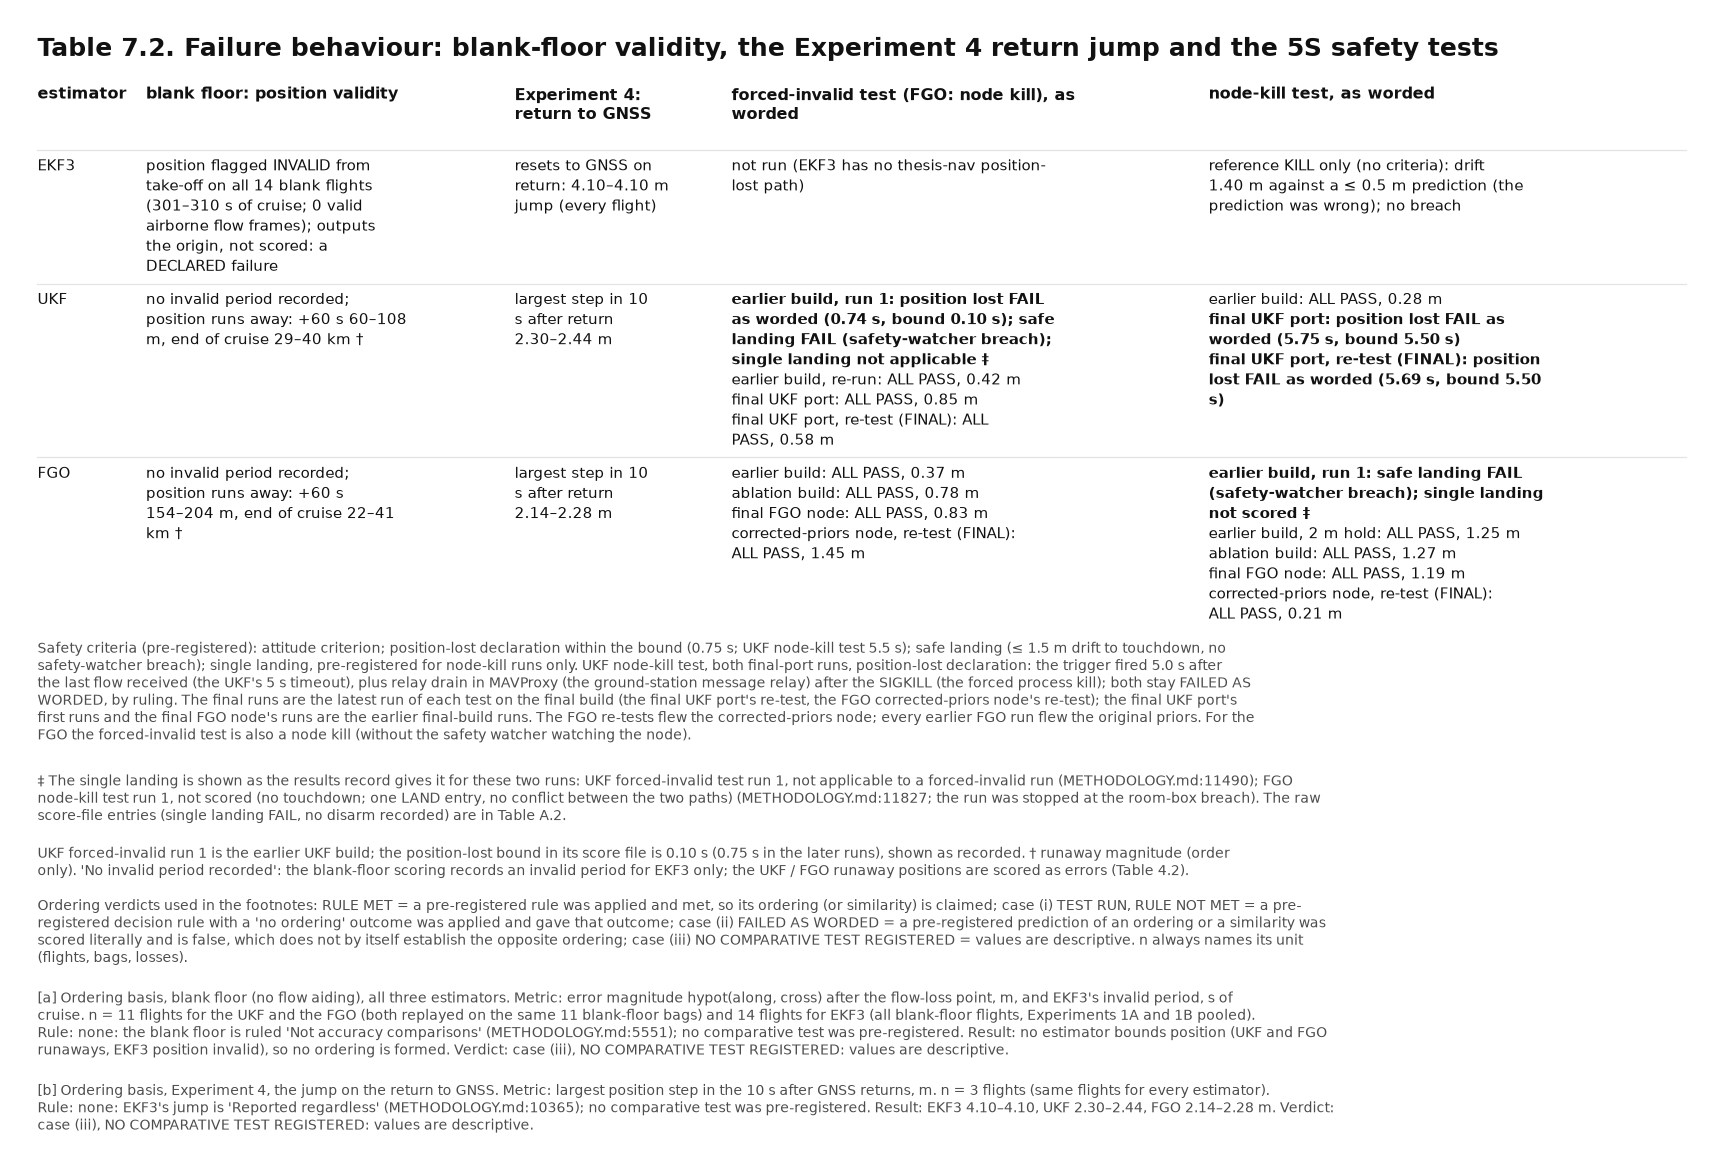 Table 7.2. Failure behaviour: blank-floor validity, the Experiment 4 return jump and the 5S safety tests
estimator
blank floor: position validity
Experiment 4:
return to GNSS
forced-invalid test (FGO: node kill), as
worded
node-kill test, as worded
EKF3
position flagged INVALID from
take-off on all 14 blank flights
(301–310 s of cruise; 0 valid
airborne flow frames); outputs
the origin, not scored: a
DECLARED failure
resets to GNSS on
return: 4.10–4.10 m
jump (every flight)
not run (EKF3 has no thesis-nav position-
lost path)
reference KILL only (no criteria): drift
1.40 m against a ≤ 0.5 m prediction (the
prediction was wrong); no breach
UKF
no invalid period recorded;
position runs away: +60 s 60–108
m, end of cruise 29–40 km †
largest step in 10
s after return
2.30–2.44 m
earlier build, run 1: position lost FAIL
as worded (0.74 s, bound 0.10 s); safe
landing FAIL (safety-watcher breach);
single landing not applicable ‡
earlier build, re-run: ALL PASS, 0.42 m
final UKF port: ALL PASS, 0.85 m
final UKF port, re-test (FINAL): ALL
PASS, 0.58 m
earlier build: ALL PASS, 0.28 m
final UKF port: position lost FAIL as
worded (5.75 s, bound 5.50 s)
final UKF port, re-test (FINAL): position
lost FAIL as worded (5.69 s, bound 5.50
s)
FGO
no invalid period recorded;
position runs away: +60 s
154–204 m, end of cruise 22–41
km †
largest step in 10
s after return
2.14–2.28 m
earlier build: ALL PASS, 0.37 m
ablation build: ALL PASS, 0.78 m
final FGO node: ALL PASS, 0.83 m
corrected-priors node, re-test (FINAL):
ALL PASS, 1.45 m
earlier build, run 1: safe landing FAIL
(safety-watcher breach); single landing
not scored ‡
earlier build, 2 m hold: ALL PASS, 1.25 m
ablation build: ALL PASS, 1.27 m
final FGO node: ALL PASS, 1.19 m
corrected-priors node, re-test (FINAL):
ALL PASS, 0.21 m
Safety criteria (pre-registered): attitude criterion; position-lost declaration within the bound (0.75 s; UKF node-kill test 5.5 s); safe landing (≤ 1.5 m drift to touchdown, no
safety-watcher breach); single landing, pre-registered for node-kill runs only. UKF node-kill test, both final-port runs, position-lost declaration: the trigger fired 5.0 s after
the last flow received (the UKF's 5 s timeout), plus relay drain in MAVProxy (the ground-station message relay) after the SIGKILL (the forced process kill); both stay FAILED AS
WORDED, by ruling. The final runs are the latest run of each test on the final build (the final UKF port's re-test, the FGO corrected-priors node's re-test); the final UKF port's
first runs and the final FGO node's runs are the earlier final-build runs. The FGO re-tests flew the corrected-priors node; every earlier FGO run flew the original priors. For the
FGO the forced-invalid test is also a node kill (without the safety watcher watching the node).
‡ The single landing is shown as the results record gives it for these two runs: UKF forced-invalid test run 1, not applicable to a forced-invalid run (METHODOLOGY.md:11490); FGO
node-kill test run 1, not scored (no touchdown; one LAND entry, no conflict between the two paths) (METHODOLOGY.md:11827; the run was stopped at the room-box breach). The raw
score-file entries (single landing FAIL, no disarm recorded) are in Table A.2.
UKF forced-invalid run 1 is the earlier UKF build; the position-lost bound in its score file is 0.10 s (0.75 s in the later runs), shown as recorded. † runaway magnitude (order
only). 'No invalid period recorded': the blank-floor scoring records an invalid period for EKF3 only; the UKF / FGO runaway positions are scored as errors (Table 4.2).
Ordering verdicts used in the footnotes: RULE MET = a pre-registered rule was applied and met, so its ordering (or similarity) is claimed; case (i) TEST RUN, RULE NOT MET = a pre-
registered decision rule with a 'no ordering' outcome was applied and gave that outcome; case (ii) FAILED AS WORDED = a pre-registered prediction of an ordering or a similarity was
scored literally and is false, which does not by itself establish the opposite ordering; case (iii) NO COMPARATIVE TEST REGISTERED = values are descriptive. n always names its unit
(flights, bags, losses).
[a] Ordering basis, blank floor (no flow aiding), all three estimators. Metric: error magnitude hypot(along, cross) after the flow-loss point, m, and EKF3's invalid period, s of
cruise. n = 11 flights for the UKF and the FGO (both replayed on the same 11 blank-floor bags) and 14 flights for EKF3 (all blank-floor flights, Experiments 1A and 1B pooled).
Rule: none: the blank floor is ruled 'Not accuracy comparisons' (METHODOLOGY.md:5551); no comparative test was pre-registered. Result: no estimator bounds position (UKF and FGO
runaways, EKF3 position invalid), so no ordering is formed. Verdict: case (iii), NO COMPARATIVE TEST REGISTERED: values are descriptive.
[b] Ordering basis, Experiment 4, the jump on the return to GNSS. Metric: largest position step in the 10 s after GNSS returns, m. n = 3 flights (same flights for every estimator).
Rule: none: EKF3's jump is 'Reported regardless' (METHODOLOGY.md:10365); no comparative test was pre-registered. Result: EKF3 4.10–4.10, UKF 2.30–2.44, FGO 2.14–2.28 m. Verdict:
case (iii), NO COMPARATIVE TEST REGISTERED: values are descriptive.